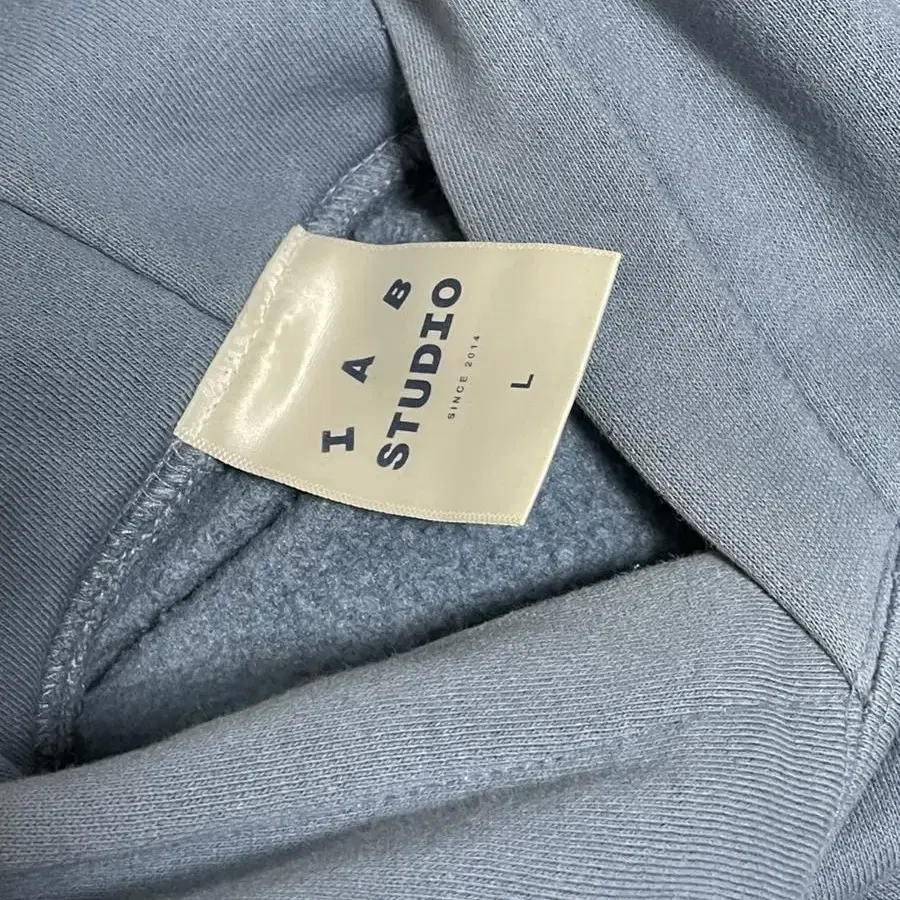 I A B
STUDIO
SINCE 2014
L